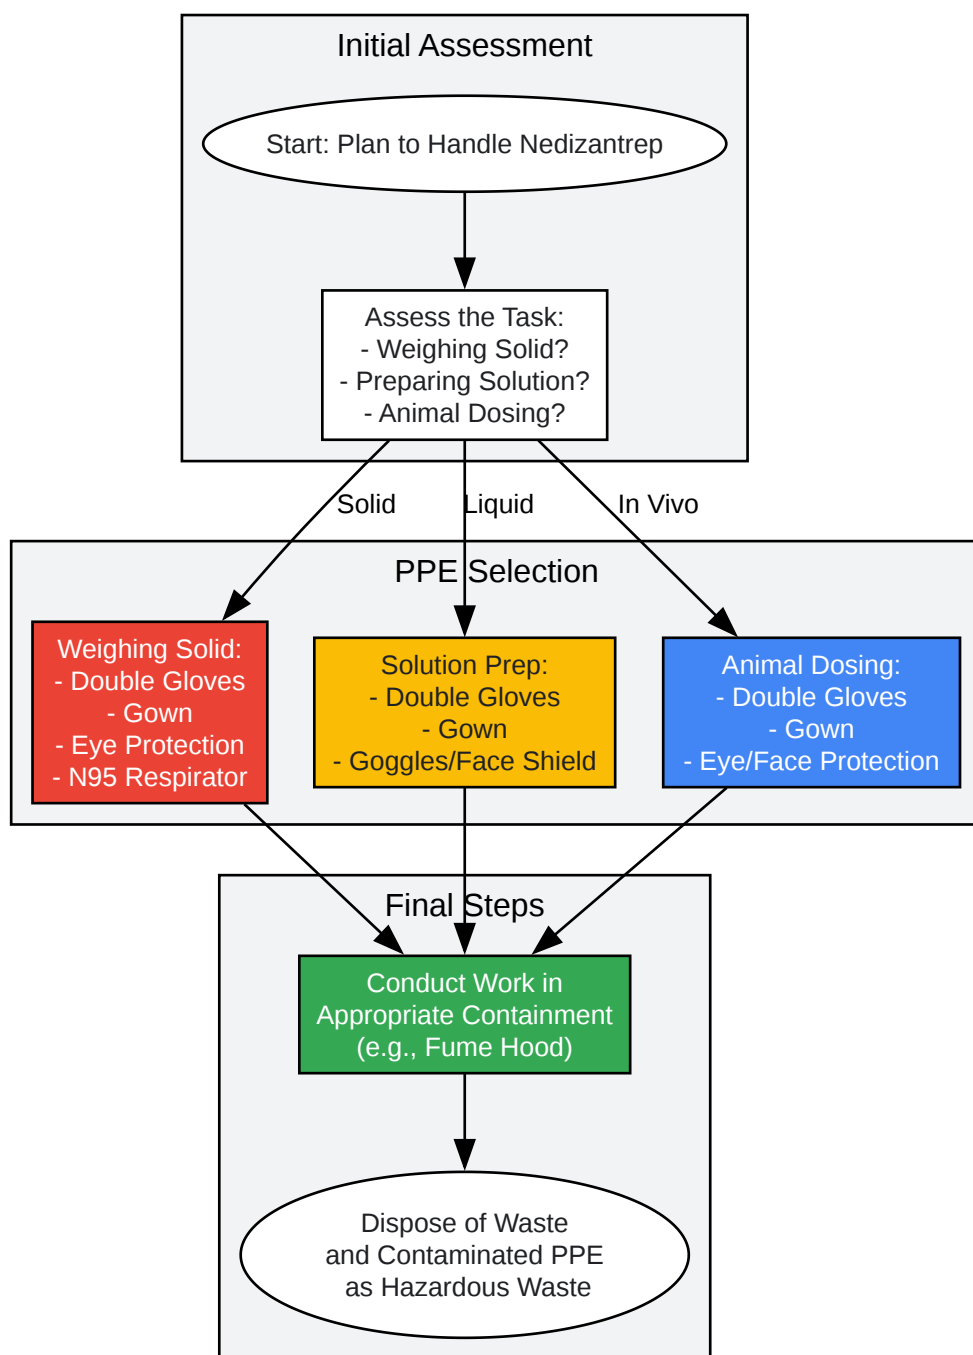 Initial Assessment
Start: Plan to Handle Nedizantrep
Assess the Task:
- Weighing Solid?
- Preparing Solution?
- Animal Dosing?
Solid
Liquid
In Vivo
PPE Selection
Weighing Solid:
- Double Gloves
- Gown
- Eye Protection
- N95 Respirator
Solution Prep:
- Double Gloves
- Gown
- Goggles/Face Shield
Animal Dosing:
- Double Gloves
- Gown
- Eye/Face Protection
Final Steps
Conduct Work in
Appropriate Containment
(e.g., Fume Hood)
Dispose of Waste
and Contaminated PPE
as Hazardous Waste